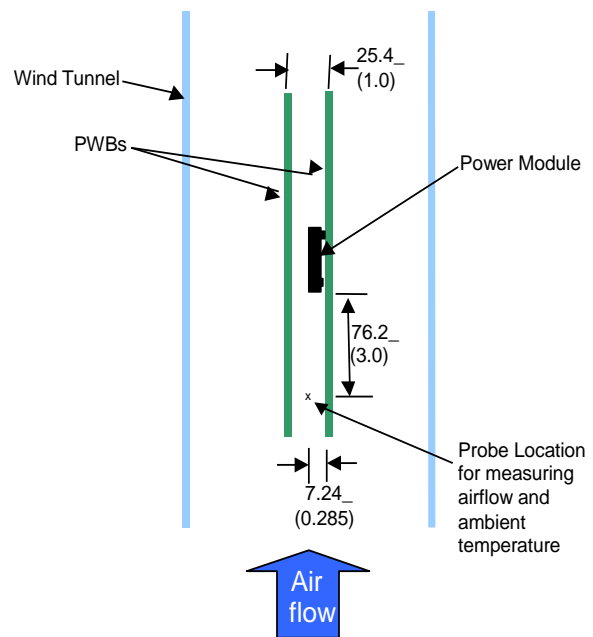 25.4_
(1.0)
Wind Tunnel
PWBs
Power Module
76.2_
(3.0)
x
Probe Location
for measuring
airflow and
ambient
temperature
7.24_
(0.285)
Air
flow